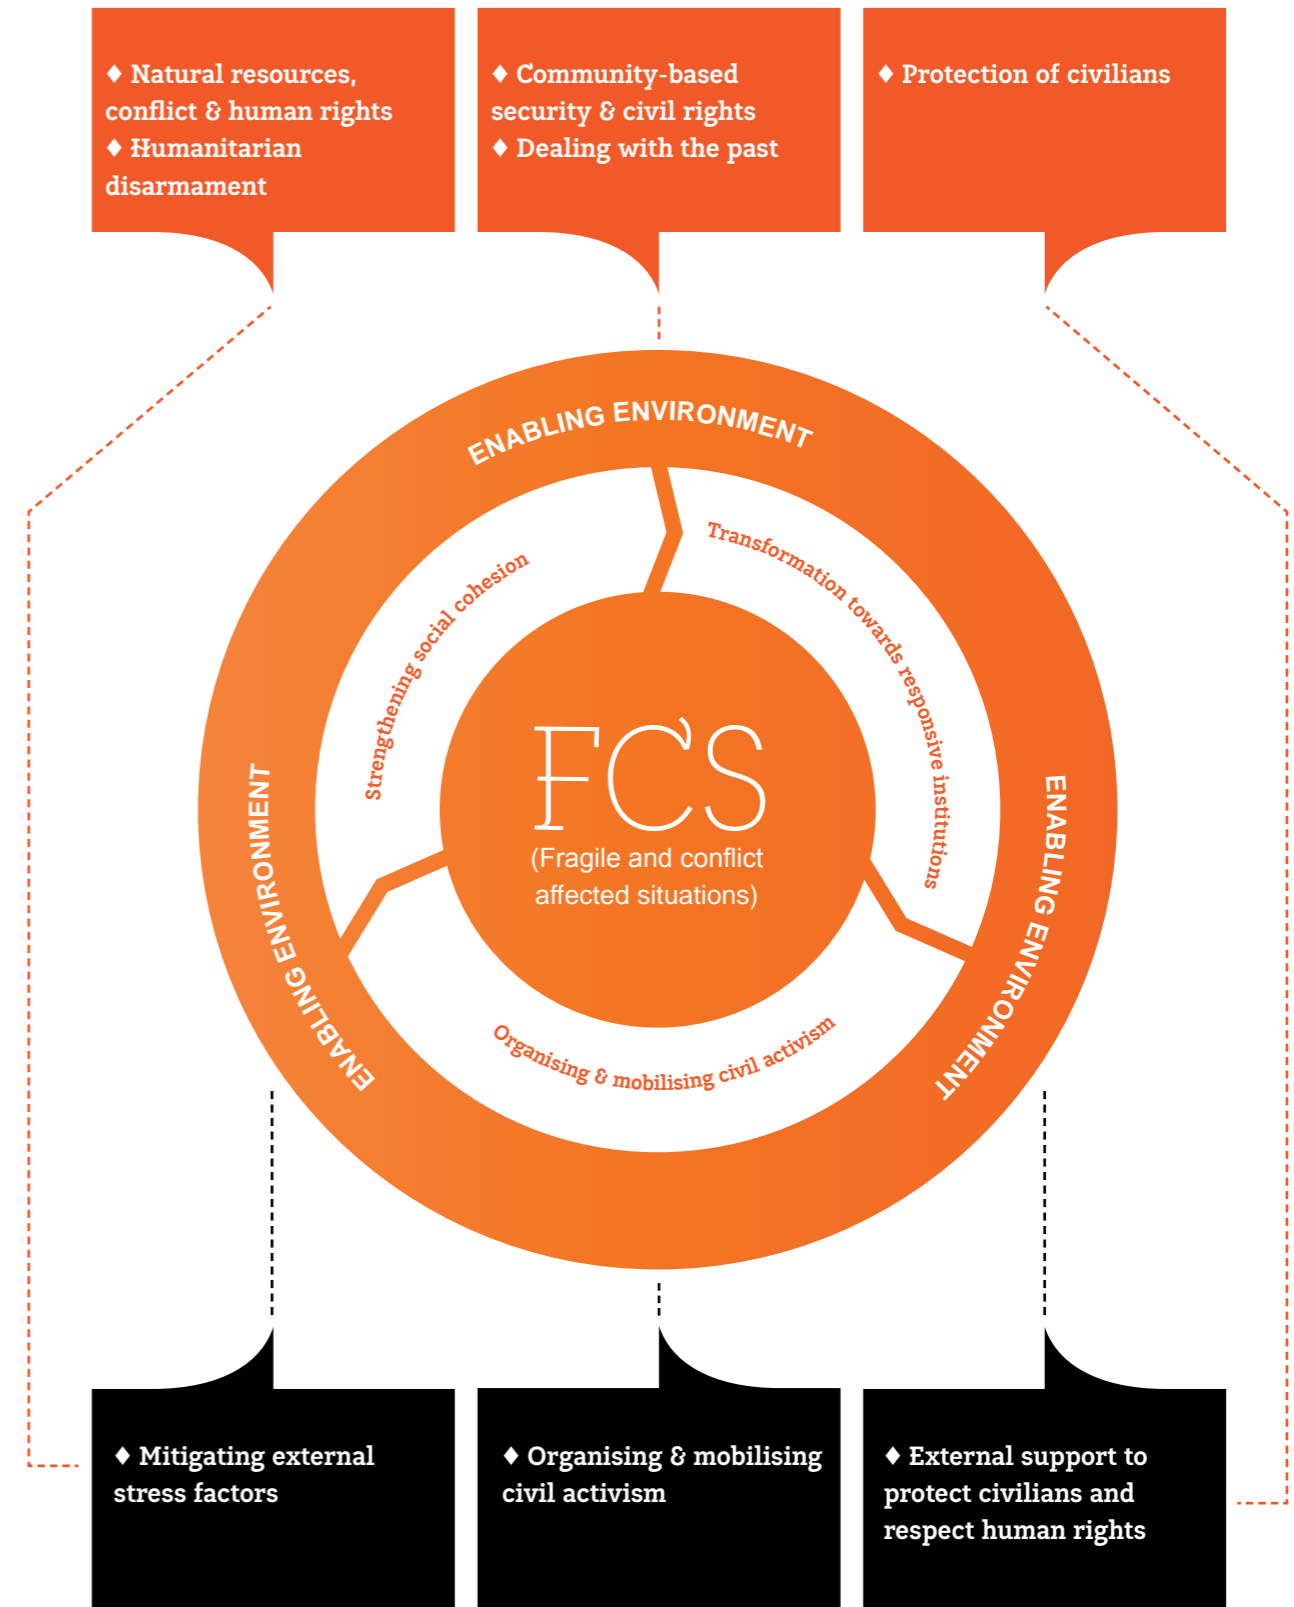 ♦ Natural resources,
conflict & human rights
♦ Humanitarian
disarmament
♦ Community-based
security & civil rights
♦ Dealing with the past
♦ Protection of civilians
ENABLING ENVIRONMENT
Strengthening social cohesion
Transformation towards responsive institutions
ENABLING ENVIRONMENT
ENABLING ENVIRONMENT
FCS
(Fragile and conflict
affected situations)
Organising & mobilising civil activism
♦ Mitigating external
stress factors
♦ Organising & mobilising
civil activism
♦ External support to
protect civilians and
respect human rights